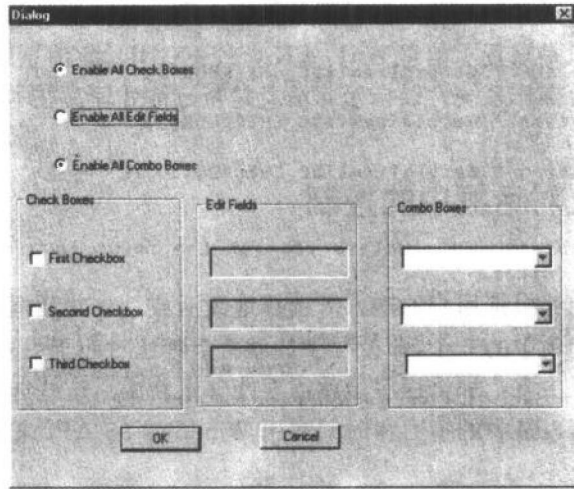 Dialog
Enable All Check Boxes
Enable All Edit Fields
Enable All Combo Boxes
Check Boxes
Edit Fields
Combo Boxes
First Checkbox
Second Checkbox
Third Checkbox
OK
Cancel